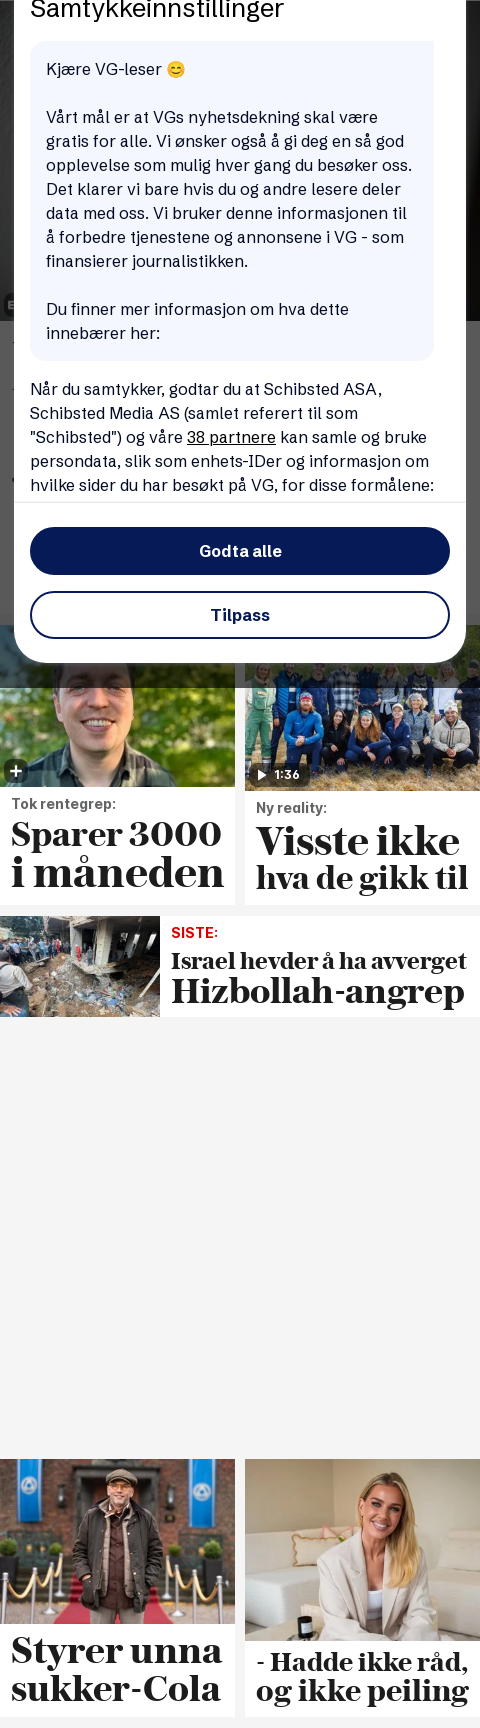 Samtykkeinnstillinger
Kjære VG-leser 😊
Vårt mål er at VGs nyhetsdekning skal være
gratis for alle. Vi ønsker også å gi deg en så god
opplevelse som mulig hver gang du besøker oss.
Det klarer vi bare hvis du og andre lesere deler
data med oss. Vi bruker denne informasjonen til
å forbedre tjenestene og annonsene i VG - som
finansierer journalistikken.
Du finner mer informasjon om hva dette
innebærer her:
Når du samtykker, godtar du at Schibsted ASA,
Schibsted Media AS (samlet referert til som
"Schibsted") og våre 38 partnere kan samle og bruke
persondata, slik som enhets-IDer og informasjon om
hvilke sider du har besøkt på VG, for disse formålene:
Godta alle
Tilpass
Tok rentegrep:
Sparer 3000
i måneden
1:36
Ny reality:
Visste ikke
hva de gikk til
SISTE:
Israel hevder å ha avverget
Hizbollah-angrep
Styrer unna
sukker-Cola
- Hadde ikke råd,
og ikke peiling